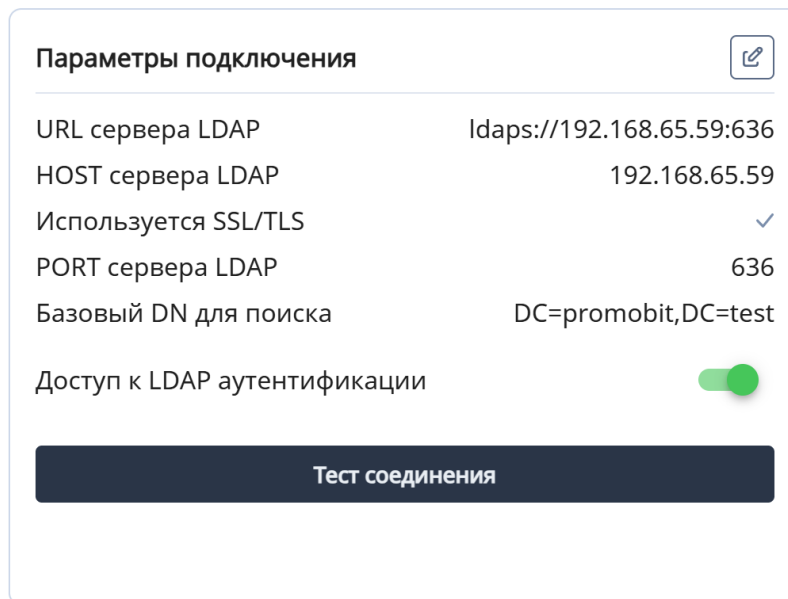 Параметры подключения
URL сервера LDAP ldaps://192.168.65.59:636
HOST сервера LDAP 192.168.65.59
Используется SSL/TLS
PORT сервера LDAP 636
Базовый DN для поиска DC=promobit,DC=test
Доступ к LDAP аутентификации
Тест соединения